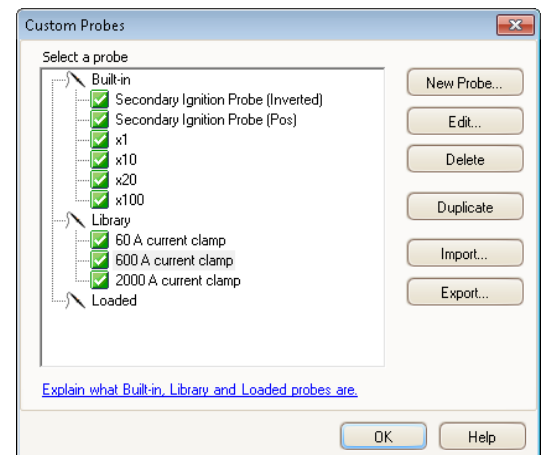 Custom Probes
Select a probe
Built-in
Secondary Ignition Probe (Inverted)
Secondary Ignition Probe (Pos)
x1
x10
x20
x100
Library
60 A current clamp
600 A current clamp
2000 A current clamp
Loaded
New Probe...
Edit...
Delete
Duplicate
Import...
Export...
Explain what Built-in, Library and Loaded probes are.
OK
Help